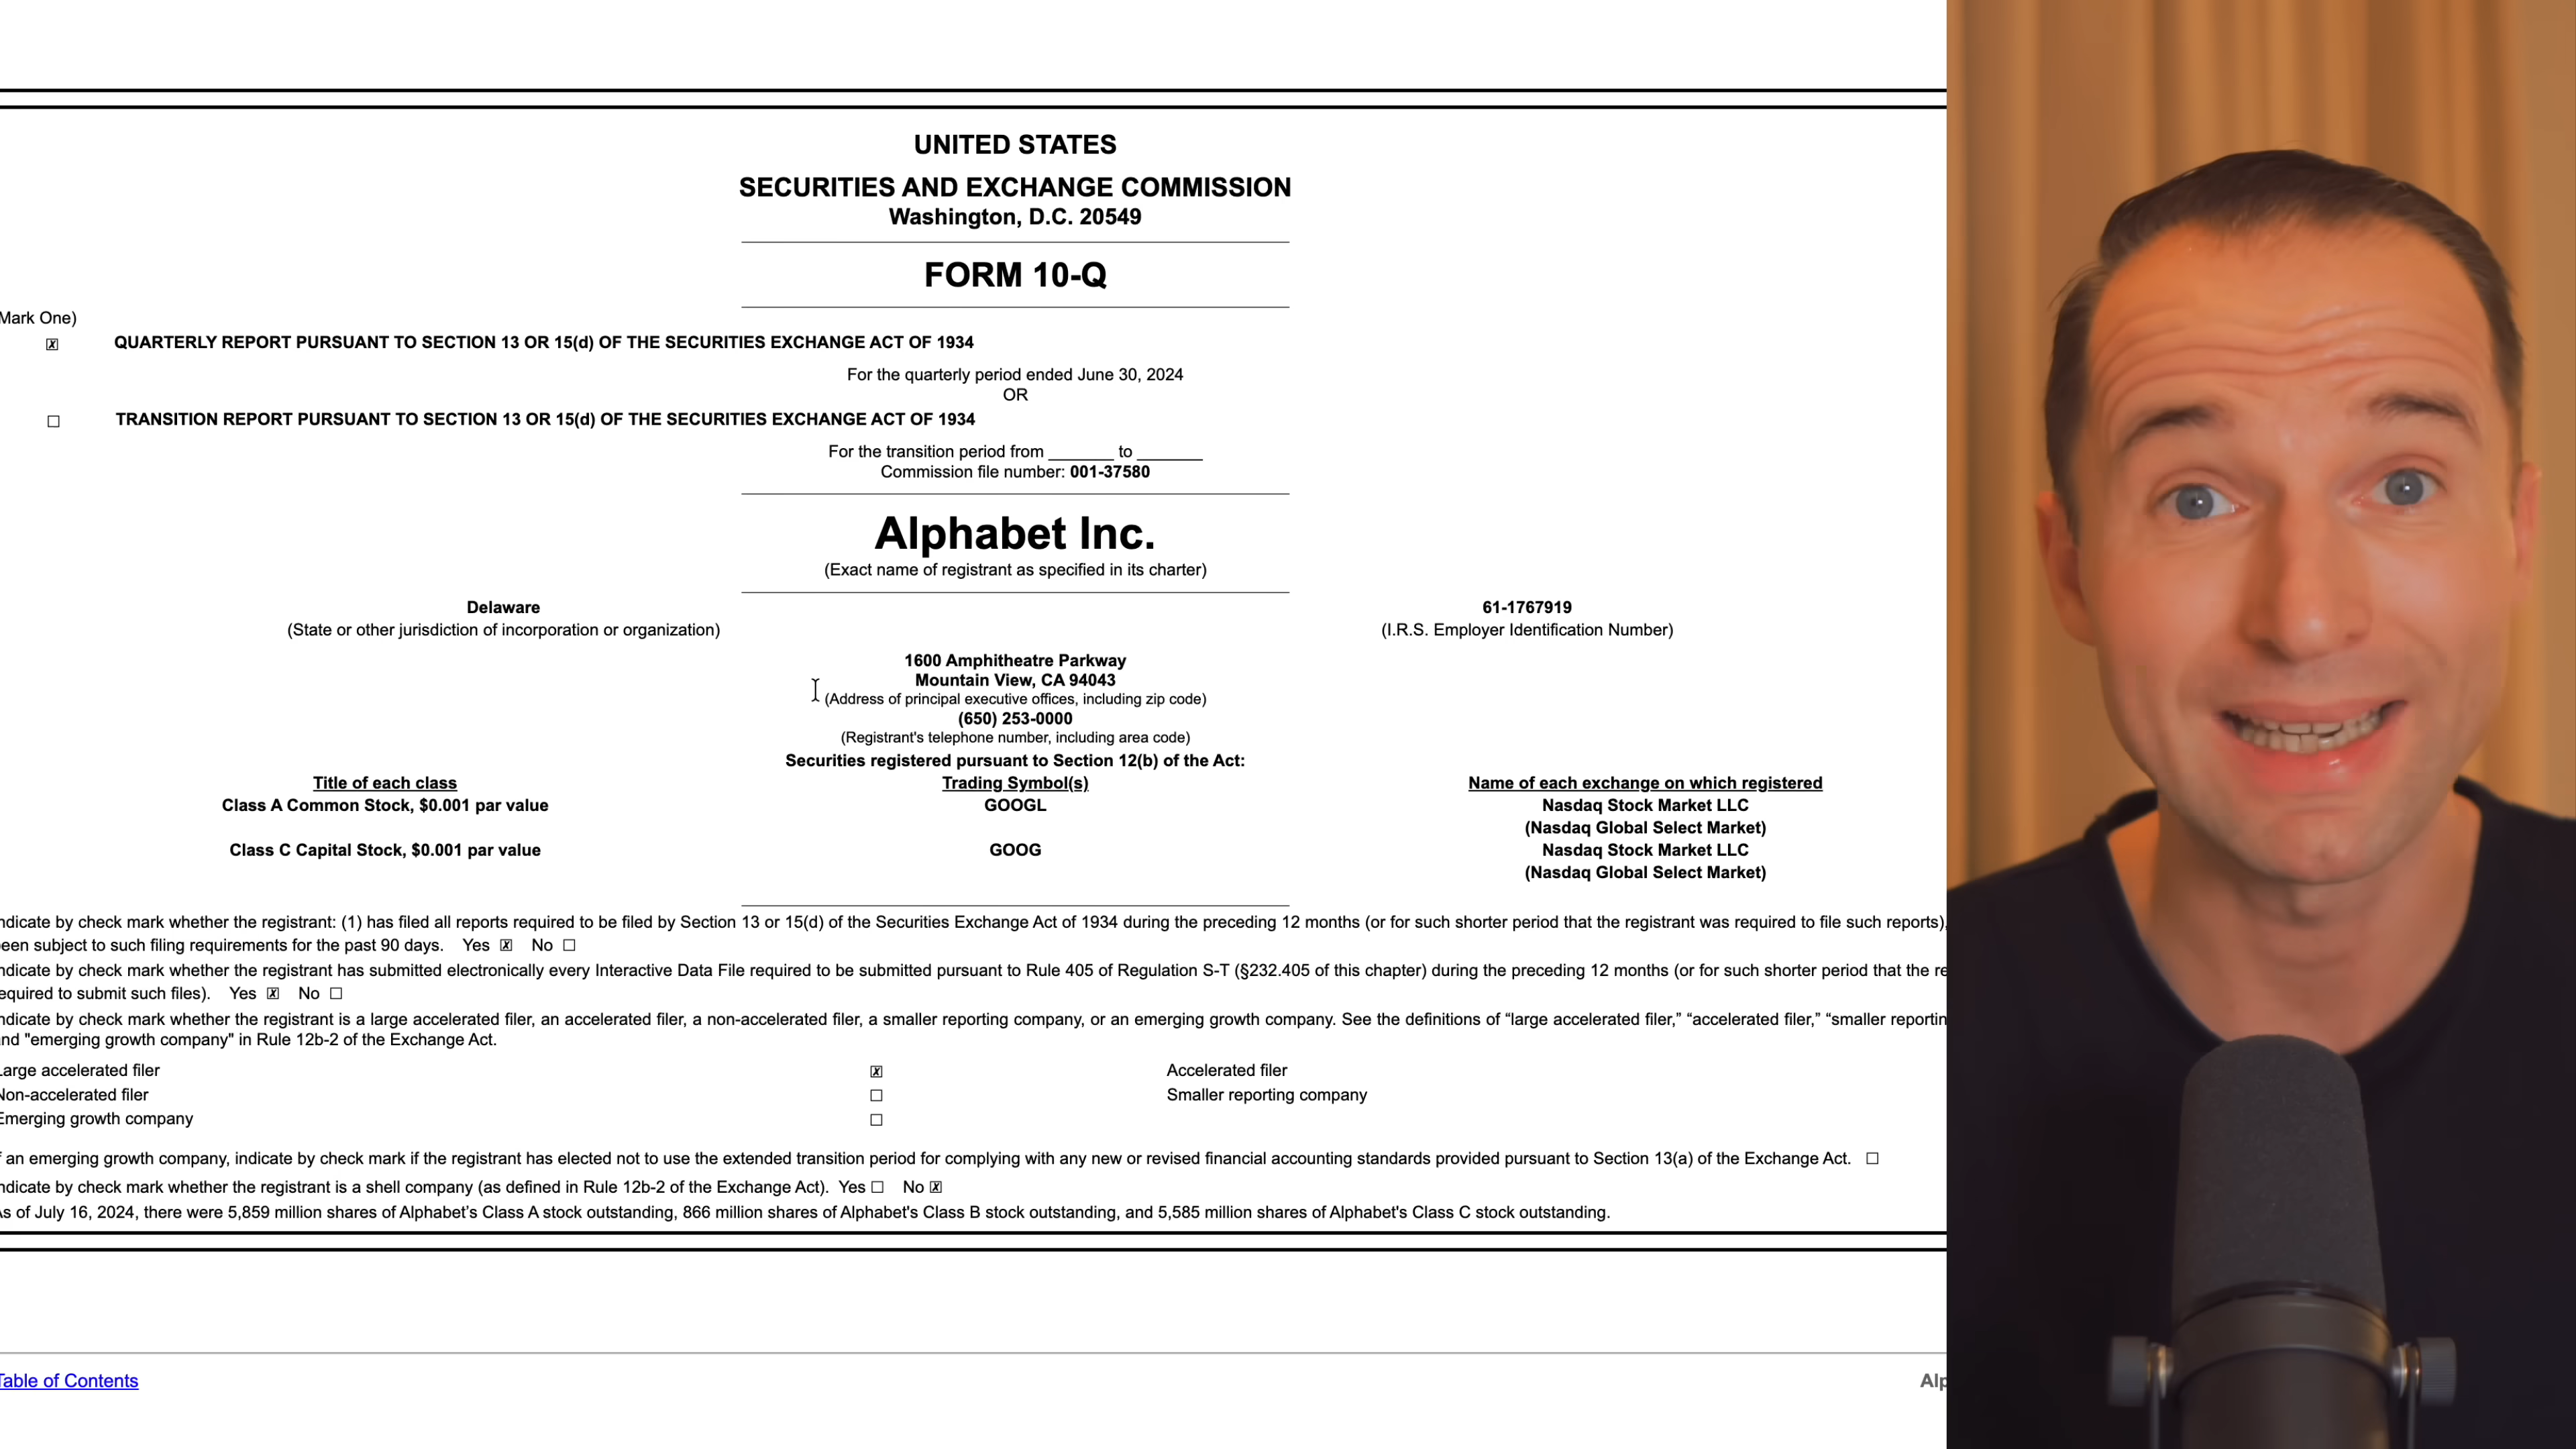 UNITED STATES
SECURITIES AND EXCHANGE COMMISSION
Washington, D.C. 20549
FORM 10-Q
Mark One)
☒ QUARTERLY REPORT PURSUANT TO SECTION 13 OR 15(d) OF THE SECURITIES EXCHANGE ACT OF 1934
For the quarterly period ended June 30, 2024
OR
☐ TRANSITION REPORT PURSUANT TO SECTION 13 OR 15(d) OF THE SECURITIES EXCHANGE ACT OF 1934
For the transition period from _______ to _______
Commission file number: 001-37580
Alphabet Inc.
(Exact name of registrant as specified in its charter)
Delaware 61-1767919
(State or other jurisdiction of incorporation or organization) (I.R.S. Employer Identification Number)
1600 Amphitheatre Parkway
Mountain View, CA 94043
(Address of principal executive offices, including zip code)
(650) 253-0000
(Registrant's telephone number, including area code)
Securities registered pursuant to Section 12(b) of the Act:
Title of each class Trading Symbol(s) Name of each exchange on which registered
Class A Common Stock, $0.001 par value GOOGL Nasdaq Stock Market LLC
(Nasdaq Global Select Market)
Class C Capital Stock, $0.001 par value GOOG Nasdaq Stock Market LLC
(Nasdaq Global Select Market)
ndicate by check mark whether the registrant: (1) has filed all reports required to be filed by Section 13 or 15(d) of the Securities Exchange Act of 1934 during the preceding 12 months (or for such shorter period that the registrant was required to file such reports),
een subject to such filing requirements for the past 90 days. Yes ☒ No ☐
ndicate by check mark whether the registrant has submitted electronically every Interactive Data File required to be submitted pursuant to Rule 405 of Regulation S-T (§232.405 of this chapter) during the preceding 12 months (or for such shorter period that the re
equired to submit such files). Yes ☒ No ☐
ndicate by check mark whether the registrant is a large accelerated filer, an accelerated filer, a non-accelerated filer, a smaller reporting company, or an emerging growth company. See the definitions of “large accelerated filer,” “accelerated filer,” “smaller reportin
nd "emerging growth company" in Rule 12b-2 of the Exchange Act.
Large accelerated filer ☒ Accelerated filer
Non-accelerated filer ☐ Smaller reporting company
Emerging growth company ☐
f an emerging growth company, indicate by check mark if the registrant has elected not to use the extended transition period for complying with any new or revised financial accounting standards provided pursuant to Section 13(a) of the Exchange Act. ☐
ndicate by check mark whether the registrant is a shell company (as defined in Rule 12b-2 of the Exchange Act). Yes ☐ No ☒
As of July 16, 2024, there were 5,859 million shares of Alphabet’s Class A stock outstanding, 866 million shares of Alphabet's Class B stock outstanding, and 5,585 million shares of Alphabet's Class C stock outstanding.
Table of Contents Alp